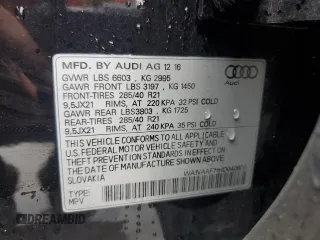 MFD. BY AUDI AG 12 16
GVWR LBS 6603 , KG 2995
GAWR FRONT LBS 3197 , KG 1450
FRONT-TIRES 285/40 R21
9,5JX21 RIMS, AT 220 KPA 32 PSI COLD
GAWR REAR LBS3803 , KG 1725
REAR-TIRES 285/40 R21
9,5JX21 RIMS, AT 240 KPA 35 PSI COLD
THIS VEHICLE CONFORMS TO ALL APPLICABLE
U.S. FEDERAL MOTOR VEHICLE SAFETY STANDARDS
IN EFFECT ON
THE DATE OF MANUFACTURE SHOWN ABOVE.
SLOVAKIA
TYPE:
MPV
Audi
DREAMBID